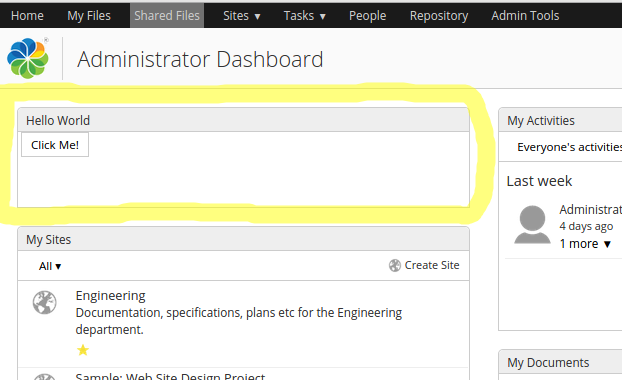 Home My Files Shared Files Sites ▾ Tasks ▾ People Repository Admin Tools
Administrator Dashboard
Hello World
Click Me!
My Activities
Everyone's activities
Last week
Administrat
4 days ago
1 more ▼
My Sites
All ▾ Create Site
Engineering
Documentation, specifications, plans etc for the Engineering
department.
Sample: Web Site Design Project
My Documents